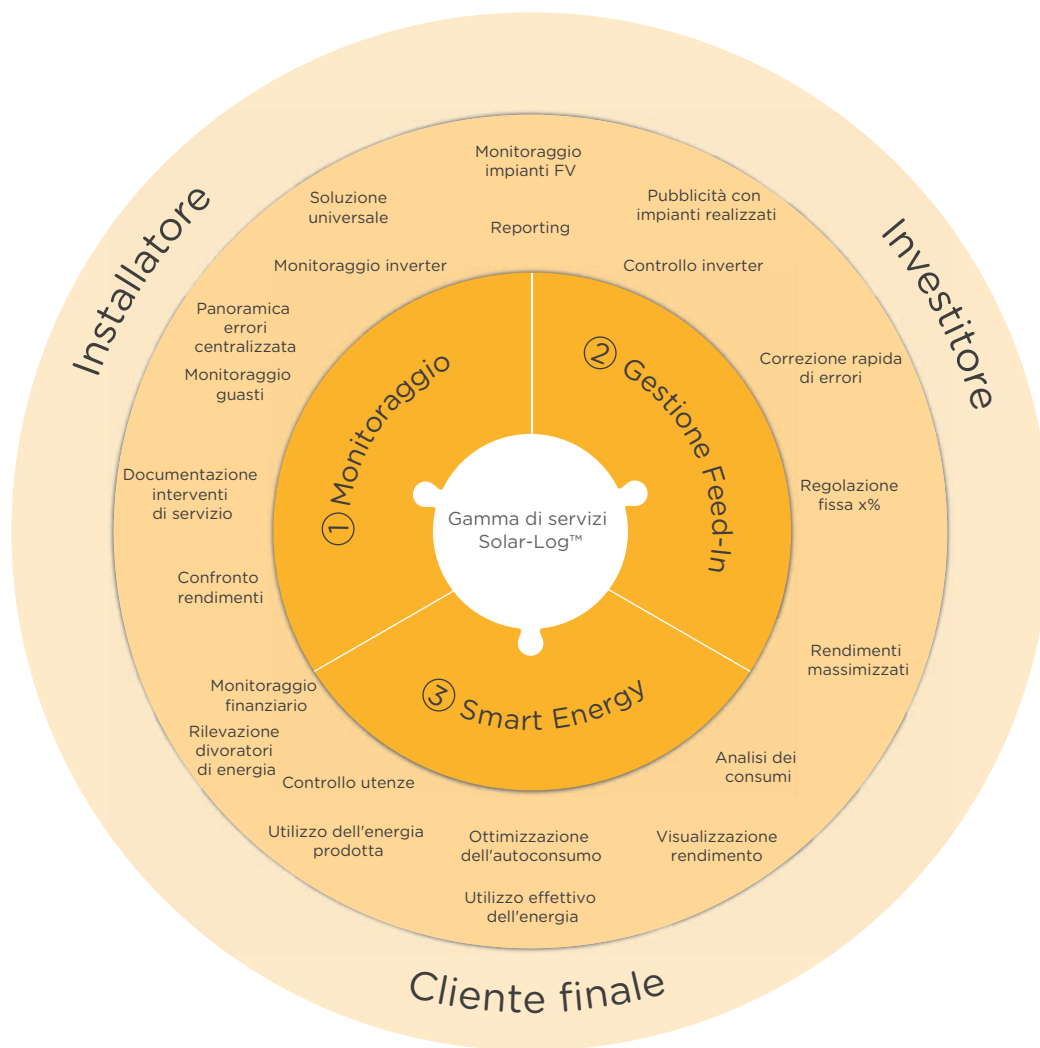 Monitoraggio
impianti FV
Soluzione
universale
Pubblicità con
impianti realizzati
Reporting
Monitoraggio inverter
Controllo inverter
Installatore
Investitore
Panoramica
errori
centralizzata
Monitoraggio
guasti
Correzione rapida
di errori
① Monitoraggio
② Gestione Feed-In
Documentazione
interventi
di servizio
Regolazione
fissa x%
Gamma di servizi
Solar-Log™
Confronto
rendimenti
Rendimenti
massimizzati
③ Smart Energy
Monitoraggio
finanziario
Rilevazione
divoratori
di energia
Controllo utenze
Analisi dei
consumi
Utilizzo dell'energia
prodotta
Ottimizzazione
dell'autoconsumo
Visualizzazione
rendimento
Utilizzo effettivo
dell'energia
Cliente finale